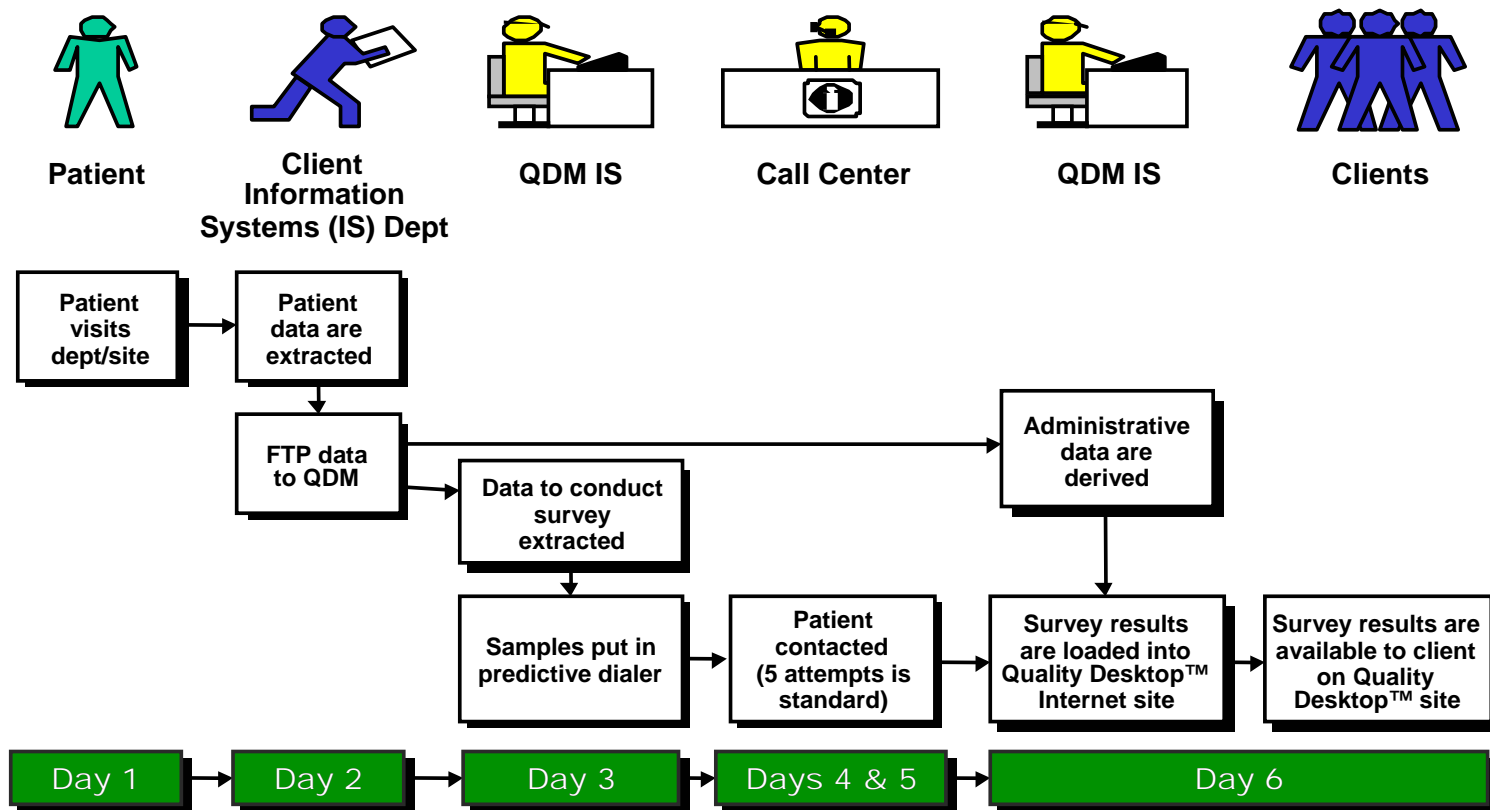 Patient
Client
Information
Systems (IS) Dept
QDM IS
Call Center
QDM IS
Clients
Patient
visits
dept/site
Patient
data are
extracted
FTP data
to QDM
Administrative
data are
derived
Data to conduct
survey
extracted
Samples put in
predictive dialer
Patient
contacted
(5 attempts is
standard)
Survey results
are loaded into
Quality Desktop™
Internet site
Survey results are
available to client
on Quality
Desktop™ site
Day 1
Day 2
Day 3
Days 4 & 5
Day 6